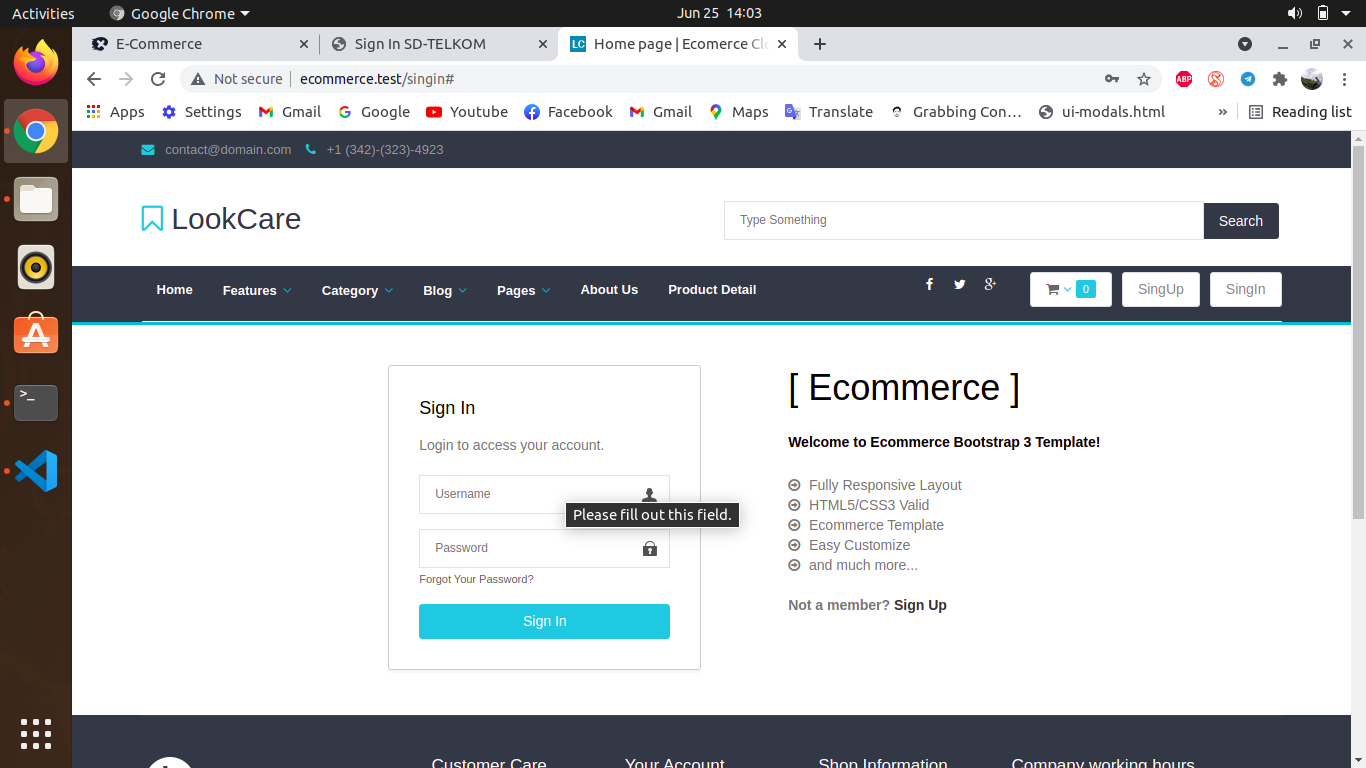 Activities Google Chrome Jun 25 14:03
E-Commerce Sign In SD-TELKOM Home page | Ecomerce Clo
Not secure ecommerce.test/singin# ABP
Apps Settings Gmail Google Youtube Facebook Gmail Maps Translate Grabbing Con… ui-modals.html » Reading list
contact@domain.com +1 (342)-(323)-4923
LookCare
Type Something Search
Home Features Category Blog Pages About Us Product Detail 0 SingUp SingIn
Sign In
Login to access your account.
Username
Please fill out this field.
Password
Forgot Your Password?
Sign In
[ Ecommerce ]
Welcome to Ecommerce Bootstrap 3 Template!
Fully Responsive Layout
HTML5/CSS3 Valid
Ecommerce Template
Easy Customize
and much more...
Not a member? Sign Up
Customer Care Your Account Shop Information Company working hours